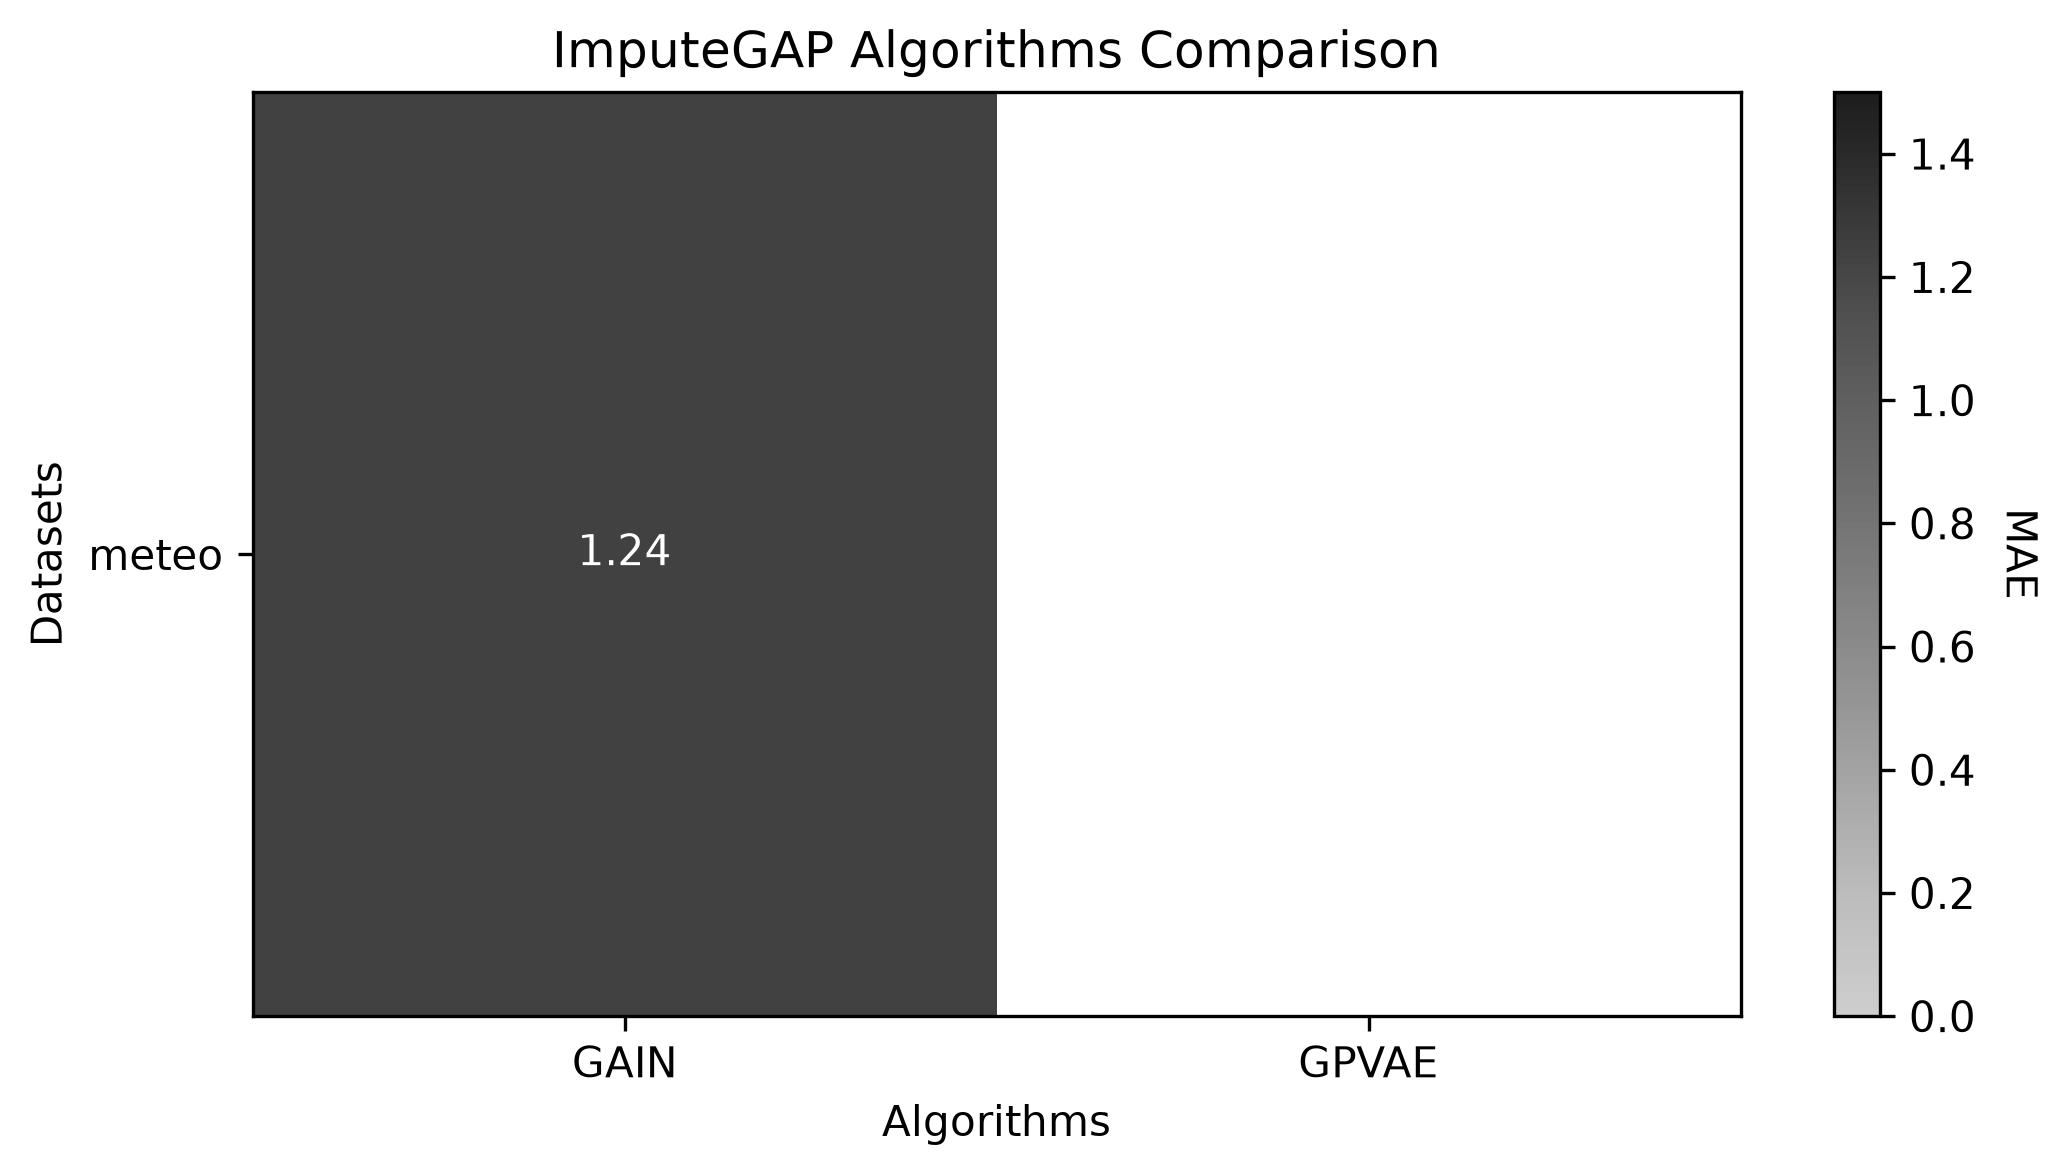 ImputeGAP Algorithms Comparison
Datasets
meteo
1.24
GAIN
GPVAE
Algorithms
1.4
1.2
1.0
0.8
0.6
0.4
0.2
0.0
MAE